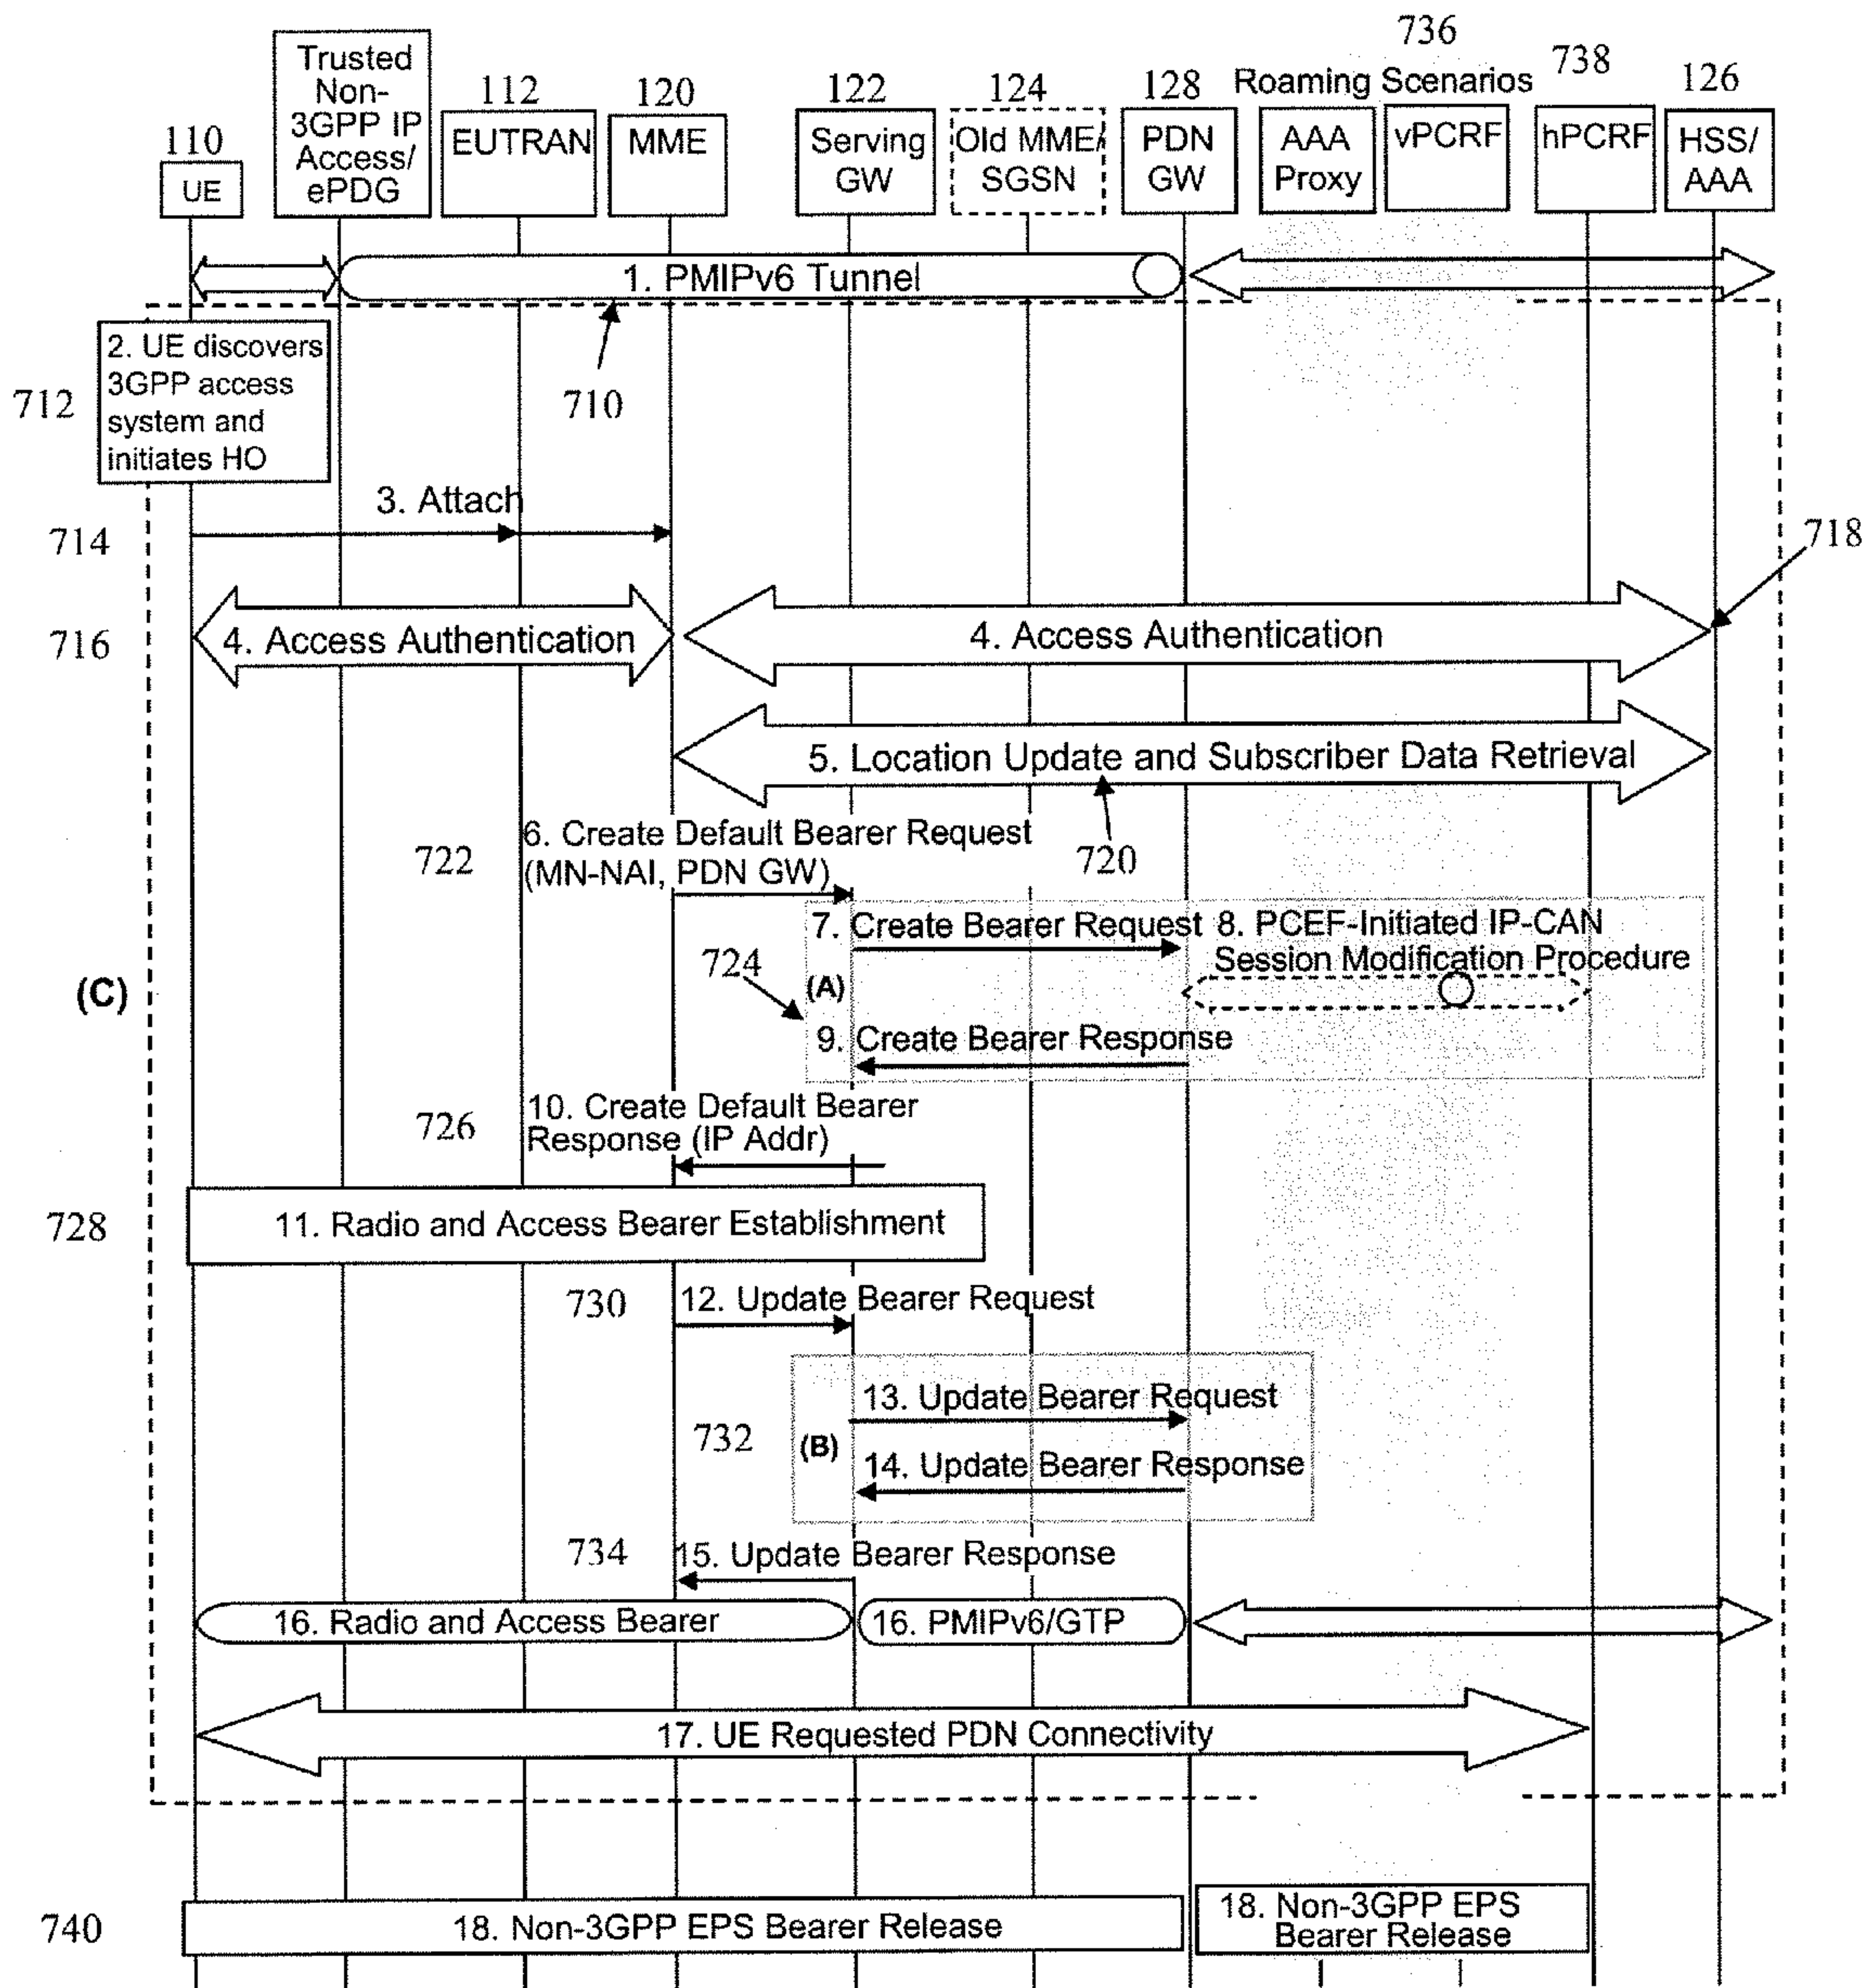 736
Roaming Scenarios
738
110
112
120
122
124
128
126
UE
Trusted
Non-
3GPP IP
Access/
ePDG
EUTRAN
MME
Serving
GW
Old MME/
SGSN
PDN
GW
AAA
Proxy
vPCRF
hPCRF
HSS/
AAA
1. PMIPv6 Tunnel
710
712
2. UE discovers
3GPP access
system and
initiates HO
714
3. Attach
718
716
4. Access Authentication
4. Access Authentication
5. Location Update and Subscriber Data Retrieval
720
722
6. Create Default Bearer Request
(MN-NAI, PDN GW)
724
7. Create Bearer Request
8. PCEF-Initiated IP-CAN
Session Modification Procedure
(A)
(C)
9. Create Bearer Response
726
10. Create Default Bearer
Response (IP Addr)
728
11. Radio and Access Bearer Establishment
730
12. Update Bearer Request
732
13. Update Bearer Request
(B)
14. Update Bearer Response
734
15. Update Bearer Response
16. Radio and Access Bearer
16. PMIPv6/GTP
17. UE Requested PDN Connectivity
740
18. Non-3GPP EPS Bearer Release
18. Non-3GPP EPS
Bearer Release